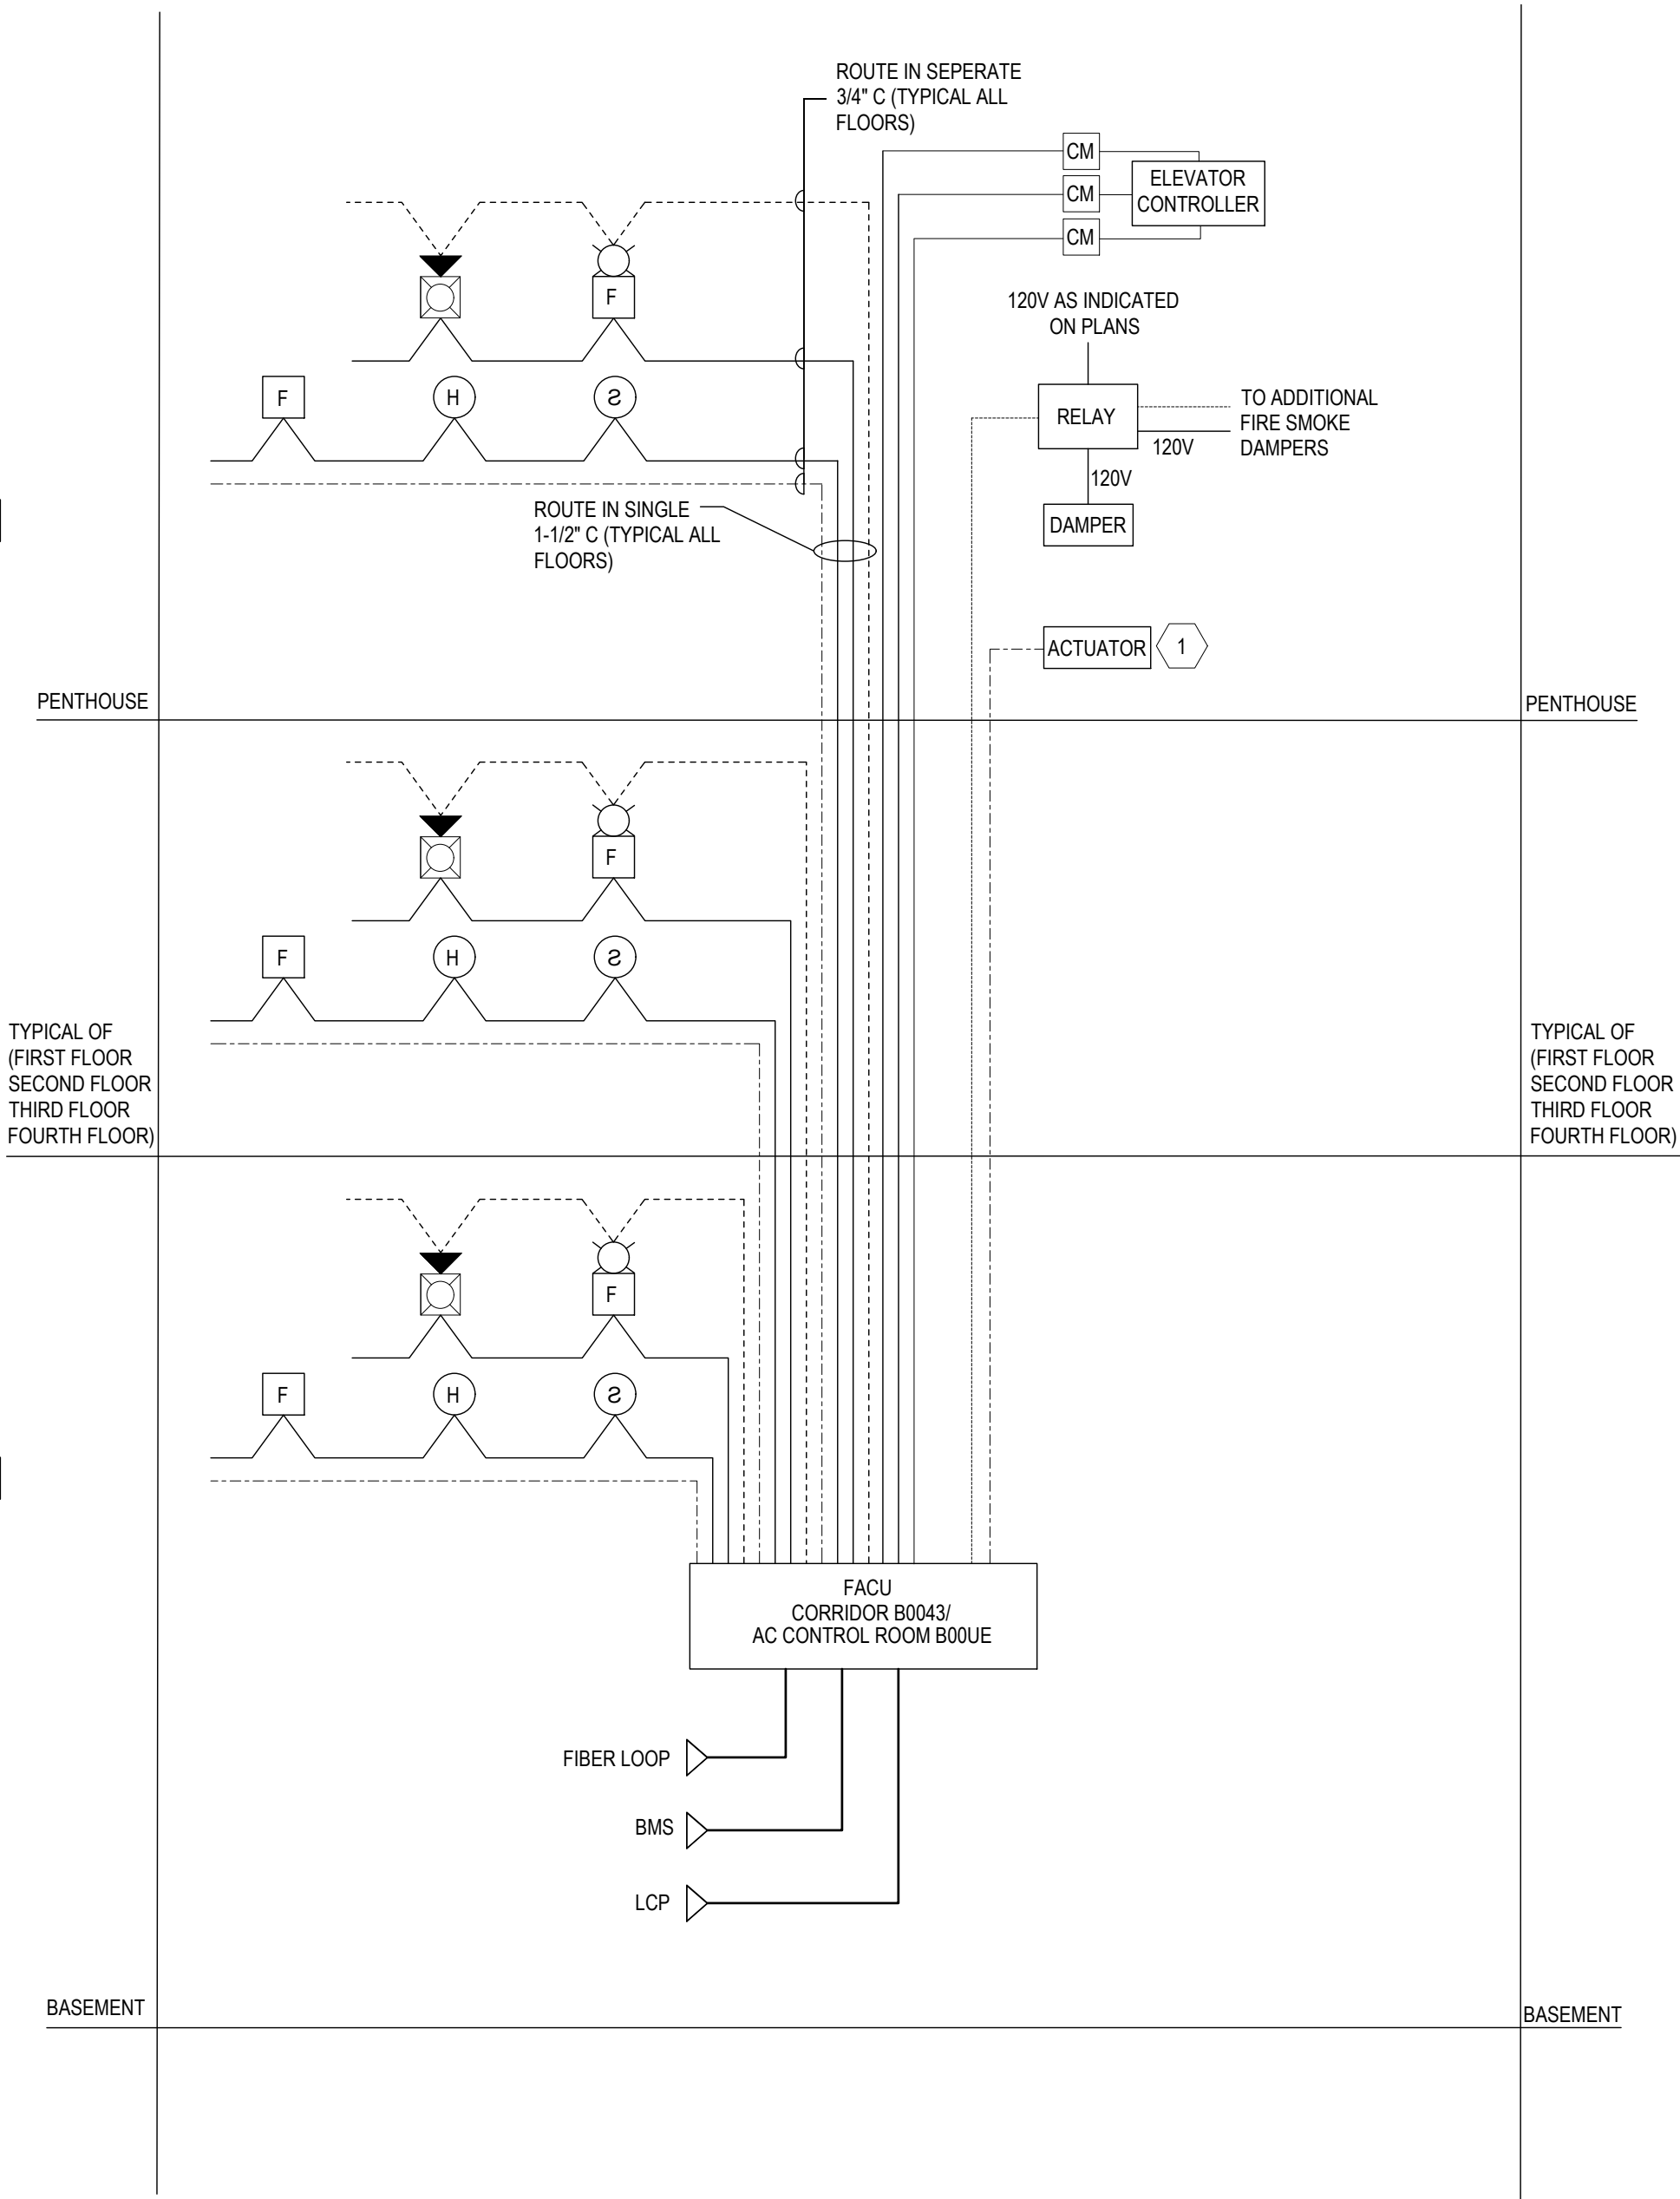 ROUTE IN SEPERATE
3/4" C (TYPICAL ALL
FLOORS)
CM
CM
CM
ELEVATOR
CONTROLLER
F
120V AS INDICATED
ON PLANS
F
H
S
RELAY
TO ADDITIONAL
FIRE SMOKE
DAMPERS
120V
120V
DAMPER
ROUTE IN SINGLE
1-1/2" C (TYPICAL ALL
FLOORS)
ACTUATOR
1
PENTHOUSE
PENTHOUSE
F
F
H
S
TYPICAL OF
(FIRST FLOOR
SECOND FLOOR
THIRD FLOOR
FOURTH FLOOR)
TYPICAL OF
(FIRST FLOOR
SECOND FLOOR
THIRD FLOOR
FOURTH FLOOR)
F
F
H
S
FACU
CORRIDOR B0043/
AC CONTROL ROOM B00UE
FIBER LOOP
BMS
LCP
BASEMENT
BASEMENT